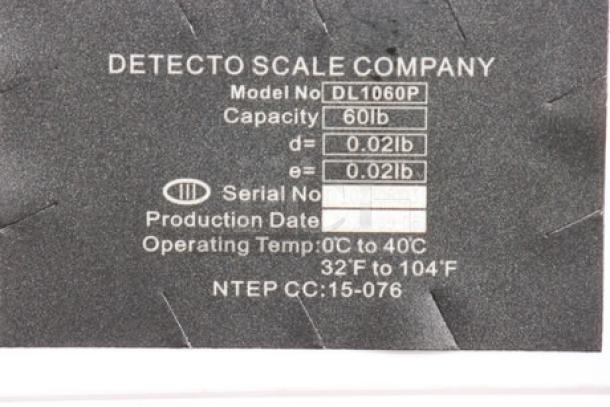 DETECTO SCALE COMPANY
Model No DL1060P
Capacity 60lb
d= 0.02lb
e= 0.02lb
III Serial No
Production Date
Operating Temp:0℃ to 40℃
32°F to 104°F
NTEP CC:15-076